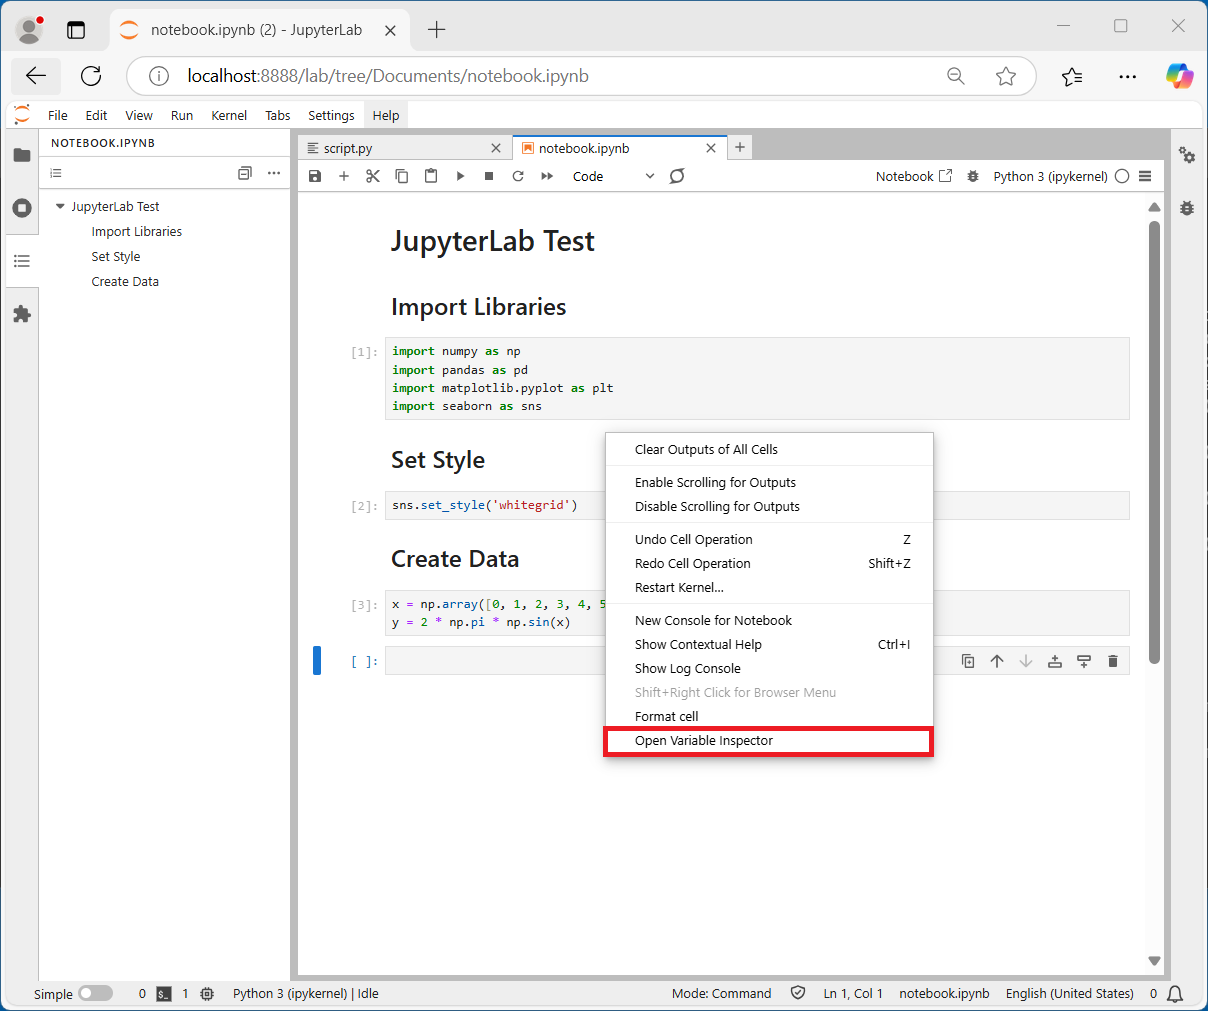 notebook.ipynb (2) - JupyterLab
localhost:8888/lab/tree/Documents/notebook.ipynb
File Edit View Run Kernel Tabs Settings Help
NOTEBOOK.IPYNB
JupyterLab Test
Import Libraries
Set Style
Create Data
script.py
notebook.ipynb
Code
Notebook
Python 3 (ipykernel)
JupyterLab Test
Import Libraries
[1]:
import numpy as np
import pandas as pd
import matplotlib.pyplot as plt
import seaborn as sns
Set Style
[2]:
sns.set_style('whitegrid')
Create Data
[3]:
x = np.array([0, 1, 2, 3, 4, 5
y = 2 * np.pi * np.sin(x)
[ ]:
Clear Outputs of All Cells
Enable Scrolling for Outputs
Disable Scrolling for Outputs
Undo Cell Operation Z
Redo Cell Operation Shift+Z
Restart Kernel...
New Console for Notebook
Show Contextual Help Ctrl+I
Show Log Console
Shift+Right Click for Browser Menu
Format cell
Open Variable Inspector
Simple 0 $_ 1 Python 3 (ipykernel) | Idle Mode: Command Ln 1, Col 1 notebook.ipynb English (United States) 0